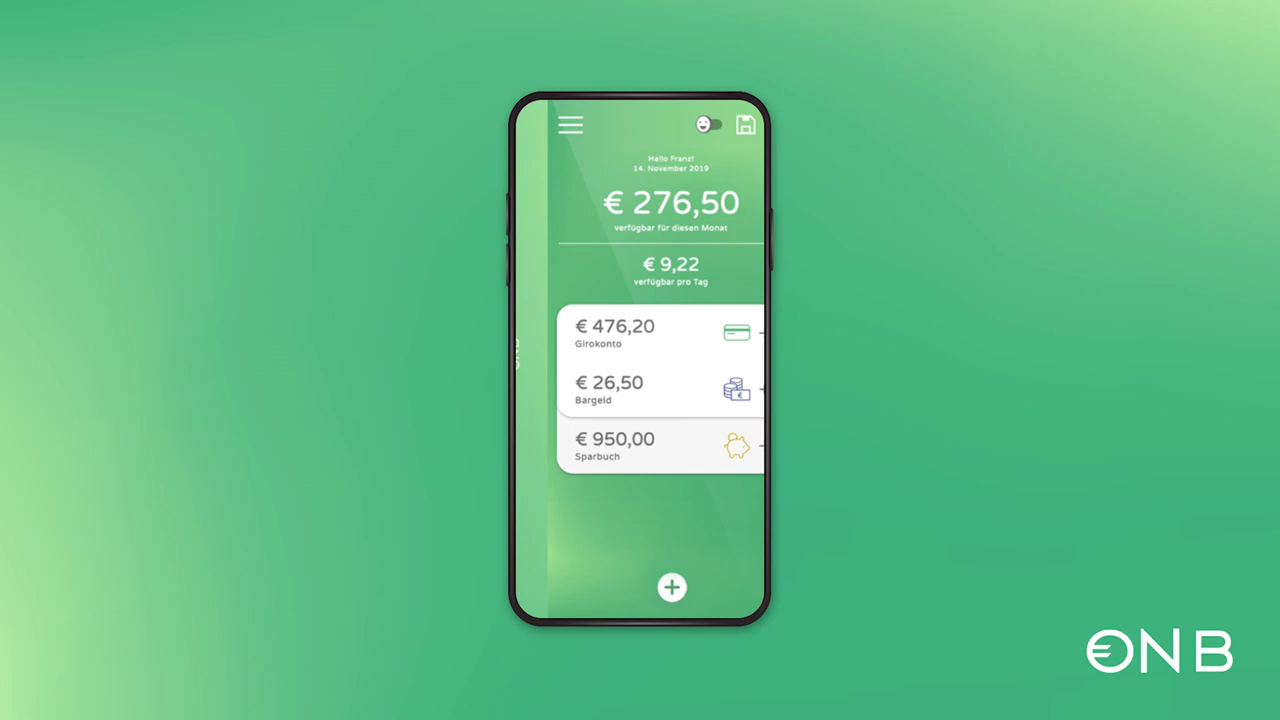 Hallo Franz!
14. November 2019
€ 276,50
verfügbar für diesen Monat
€ 9,22
verfügbar pro Tag
€ 476,20
Girokonto
€ 26,50
Bargeld
€ 950,00
Sparbuch
ONB